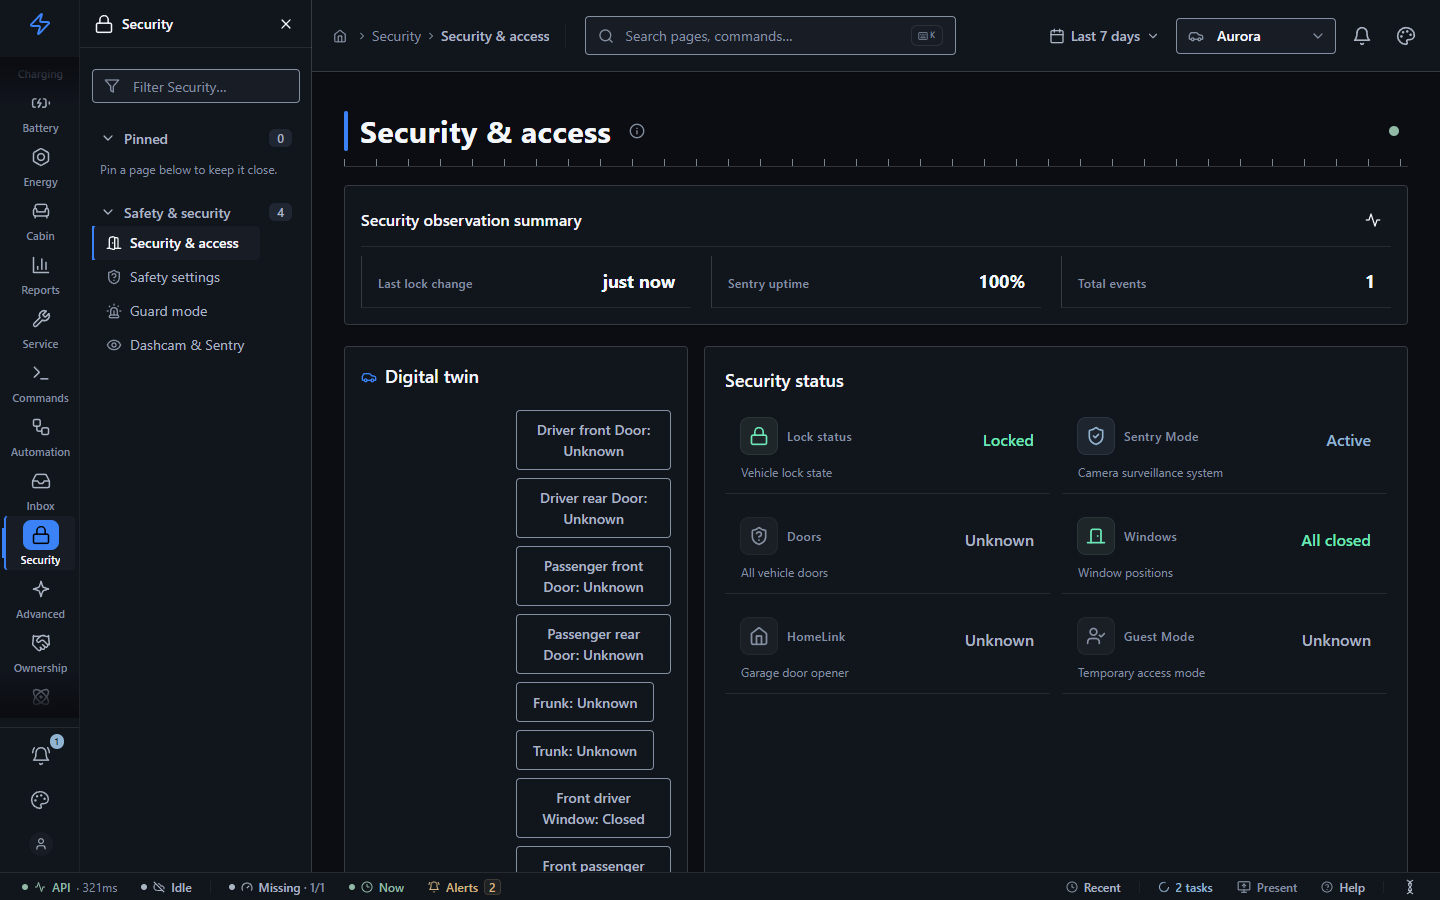 Security
Charging
Battery
Energy
Cabin
Reports
Service
Commands
Automation
Inbox
Security
Advanced
Ownership
1
Filter Security...
Pinned 0
Pin a page below to keep it close.
Safety & security 4
Security & access
Safety settings
Guard mode
Dashcam & Sentry
Security Security & access
Search pages, commands... K
Last 7 days
Aurora
Security & access
Security observation summary
Last lock change just now
Sentry uptime 100%
Total events 1
Digital twin
Driver front Door:
Unknown
Driver rear Door:
Unknown
Passenger front
Door: Unknown
Passenger rear
Door: Unknown
Frunk: Unknown
Trunk: Unknown
Front driver
Window: Closed
Front passenger
Security status
Lock status Locked
Vehicle lock state
Sentry Mode Active
Camera surveillance system
Doors Unknown
All vehicle doors
Windows All closed
Window positions
HomeLink Unknown
Garage door opener
Guest Mode Unknown
Temporary access mode
API · 321ms
Idle
Missing · 1/1
Now
Alerts 2
Recent
2 tasks
Present
Help